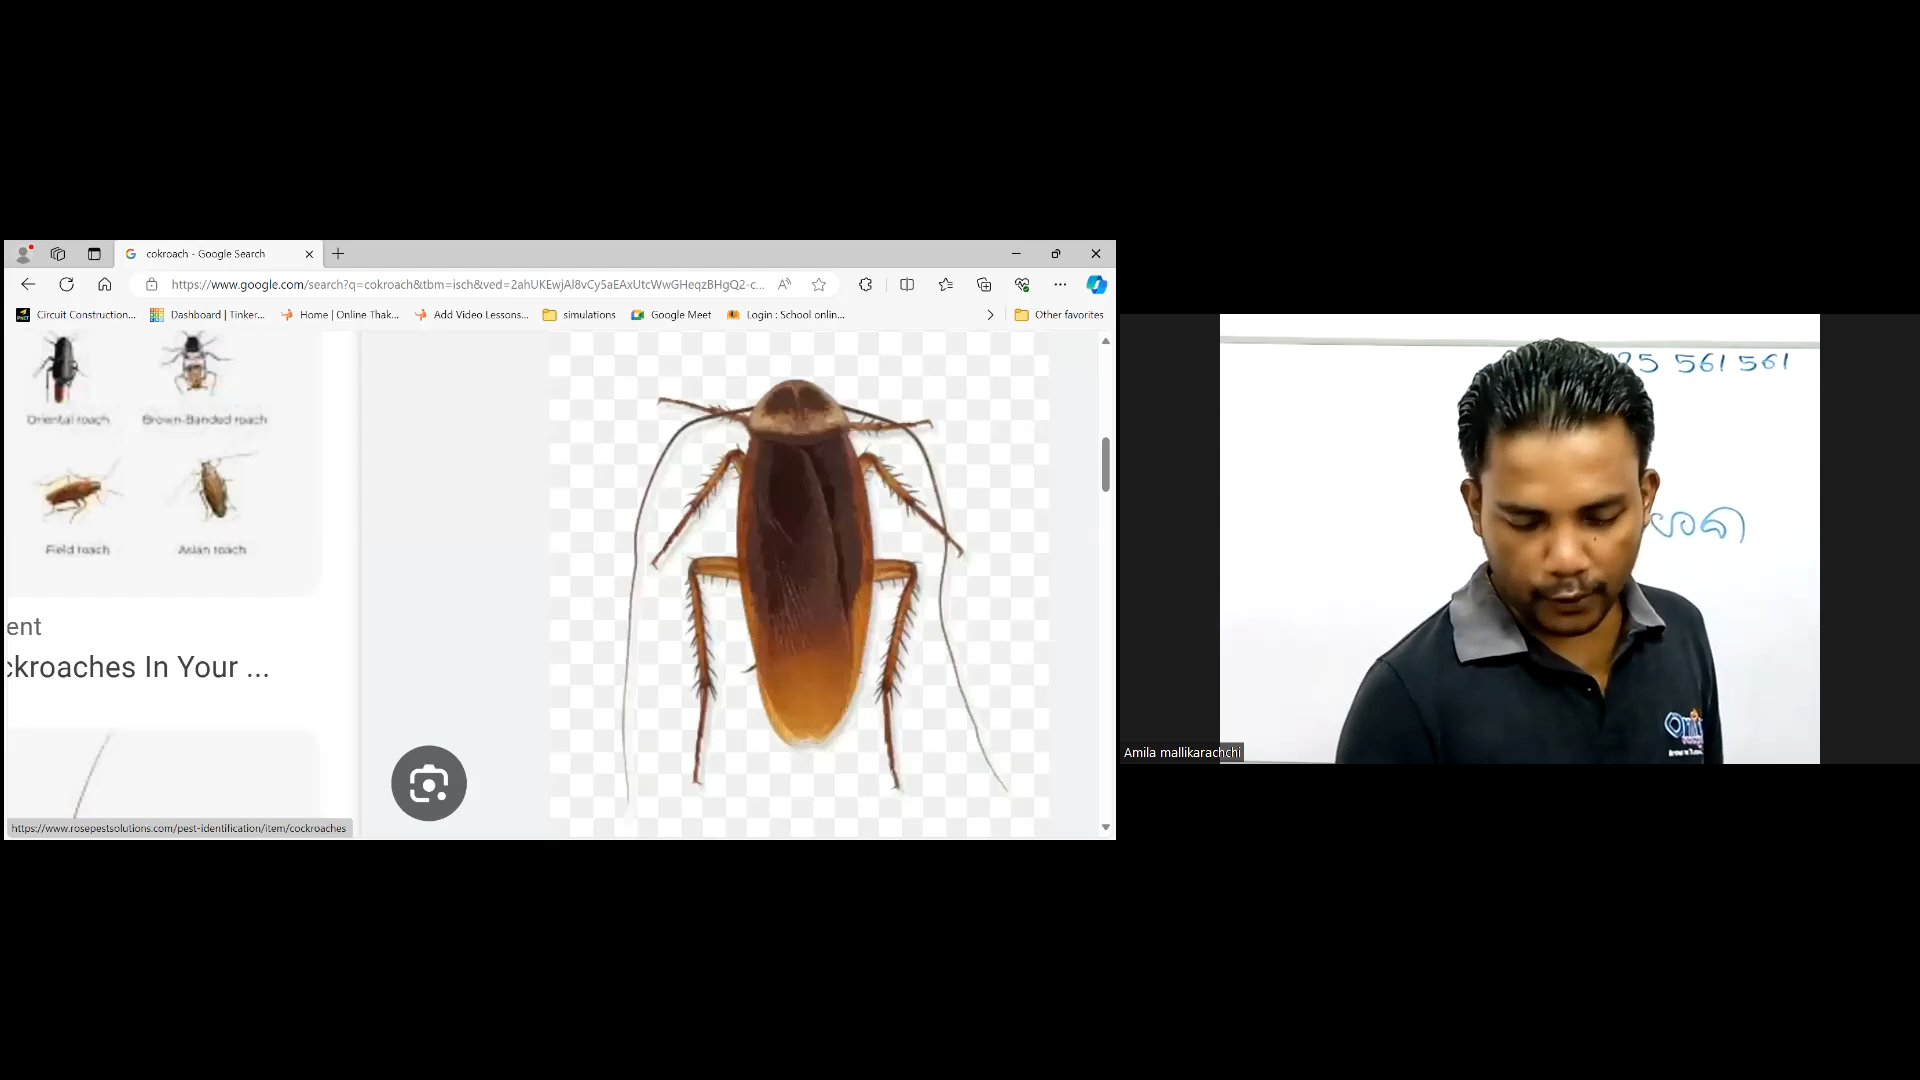 cokroach - Google Search
https://www.google.com/search?q=cokroach&tbm=isch&ved=2ahUKEwjAl8vCy5aEAxUtcWwGHeqzBHgQ2-c...
Circuit Construction...
Dashboard | Tinker...
Home | Online Thak...
Add Video Lessons...
simulations
Google Meet
Login : School onlin...
Other favorites
Oriental roach
Brown-Banded roach
Field roach
Asian roach
ent
ckroaches In Your ...
https://www.rosepestsolutions.com/pest-identification/item/cockroaches
25 561 561
Amila mallikarachchi